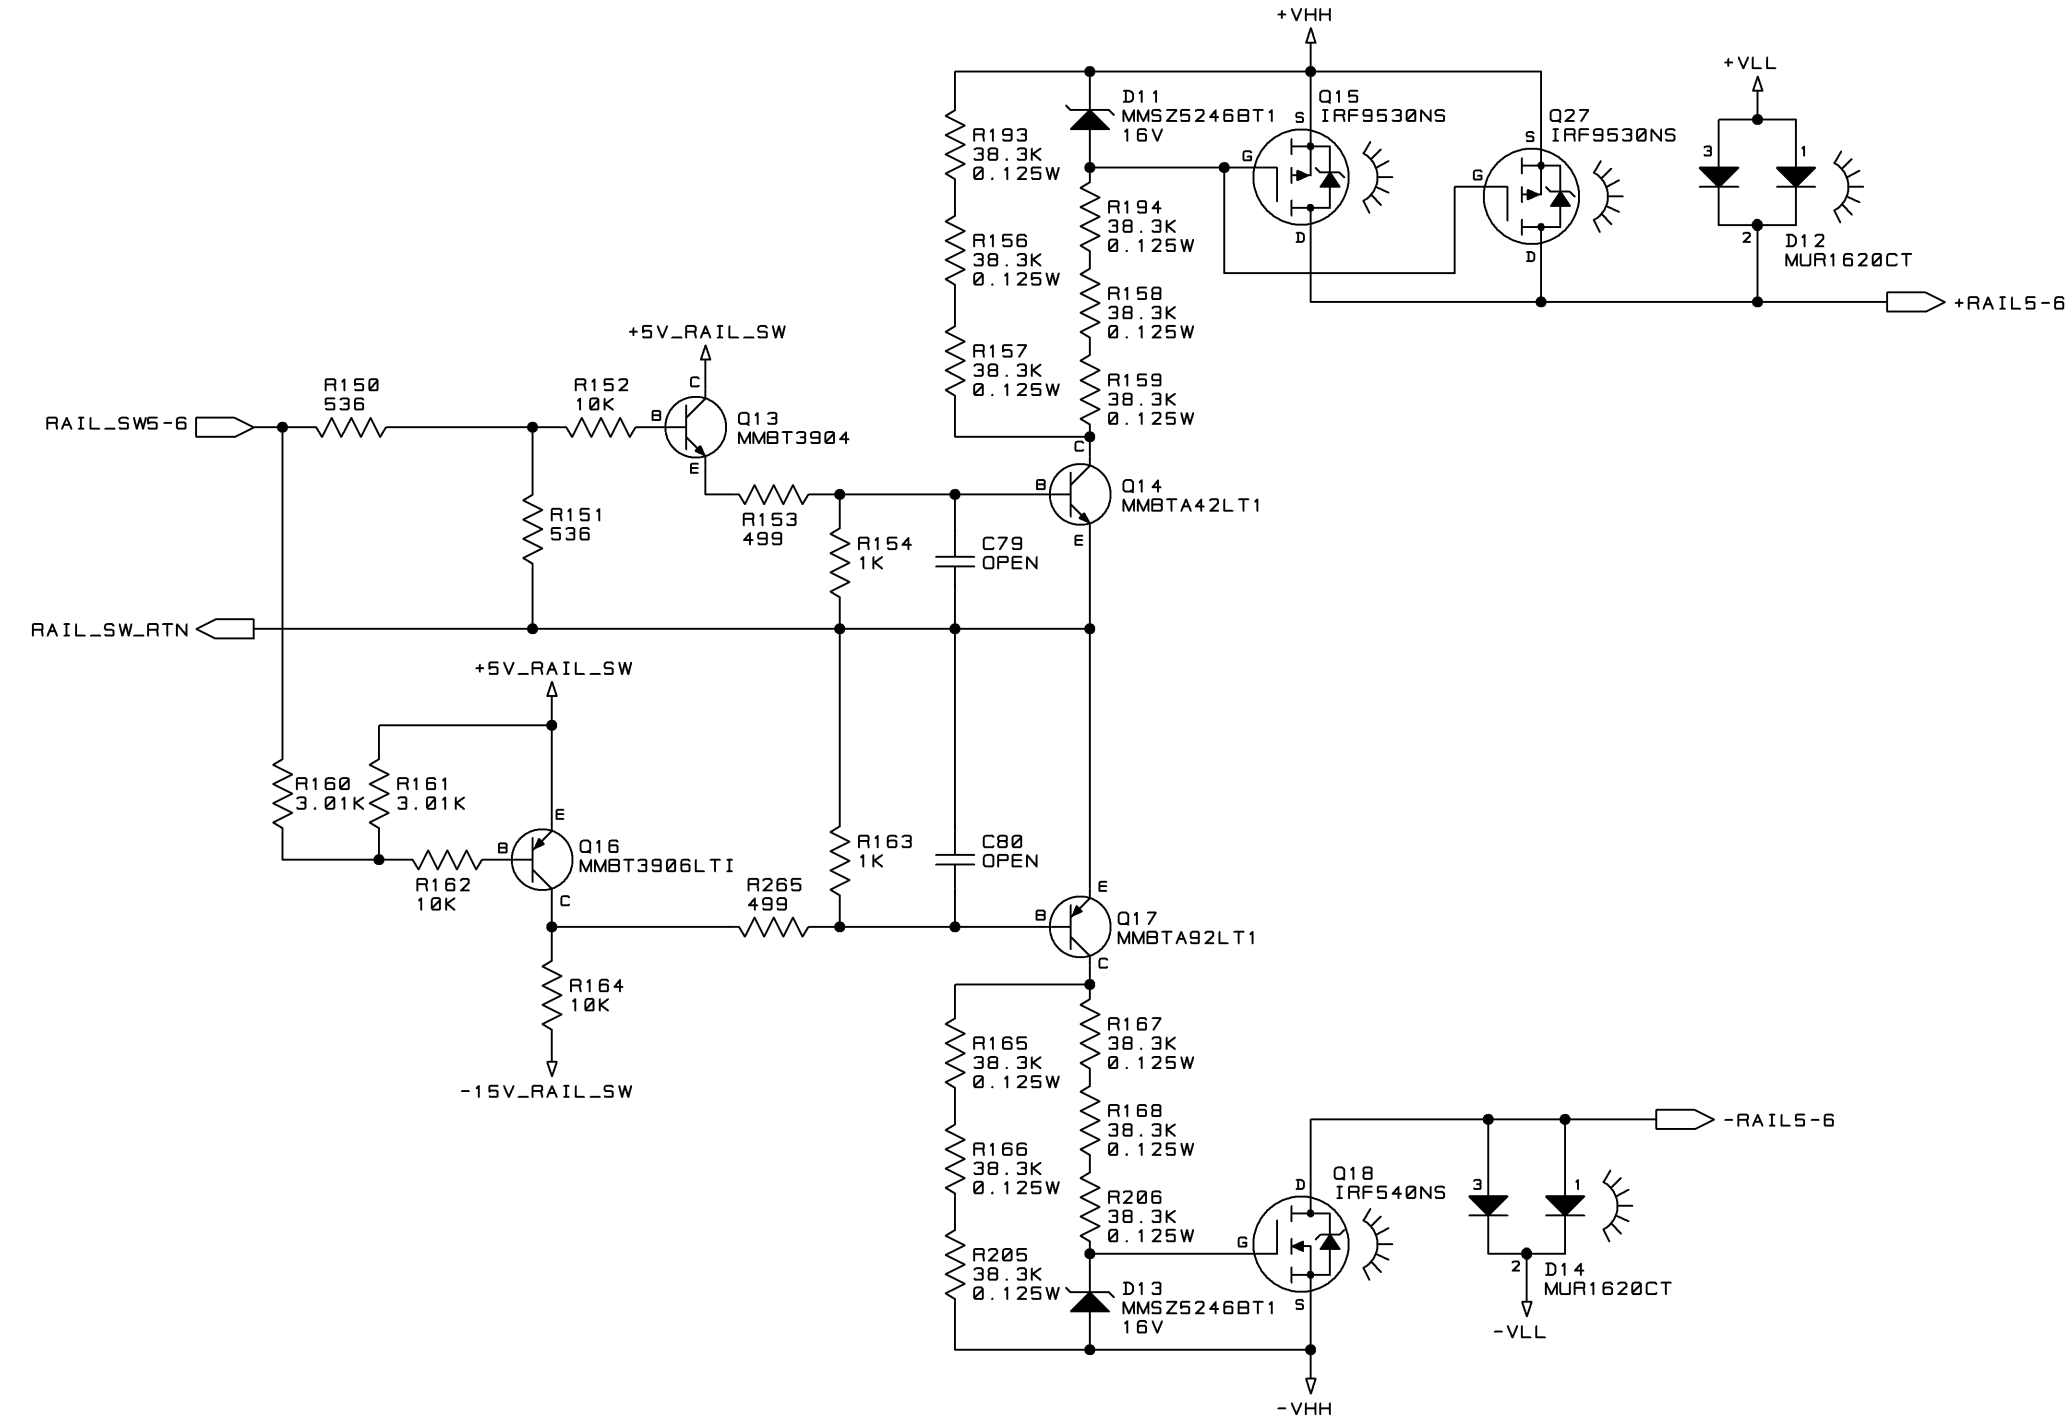 +VHH
+VLL
D11
MMSZ5246BT1
16V
S
Q15
IRF9530NS
G
D
Q27
IRF9530NS
S
G
D
3
1
2
D12
MUR1620CT
R193
38.3K
0.125W
R194
38.3K
0.125W
R156
38.3K
0.125W
R158
38.3K
0.125W
+RAIL5-6
+5V_RAIL_SW
R157
38.3K
0.125W
R159
38.3K
0.125W
R150
536
R152
10K
C
B
E
Q13
MMBT3904
RAIL_SW5-6
C
B
E
Q14
MMBTA42LT1
R151
536
R153
499
R154
1K
C79
OPEN
RAIL_SW_RTN
+5V_RAIL_SW
R160
3.01K
R161
3.01K
E
B
C
Q16
MMBT3906LTI
R162
10K
R265
499
R163
1K
C80
OPEN
E
B
C
Q17
MMBTA92LT1
R164
10K
-15V_RAIL_SW
R165
38.3K
0.125W
R167
38.3K
0.125W
R166
38.3K
0.125W
R168
38.3K
0.125W
-RAIL5-6
R205
38.3K
0.125W
R206
38.3K
0.125W
D
Q18
IRF540NS
G
S
3
1
2
D14
MUR1620CT
D13
MMSZ5246BT1
16V
-VLL
-VHH